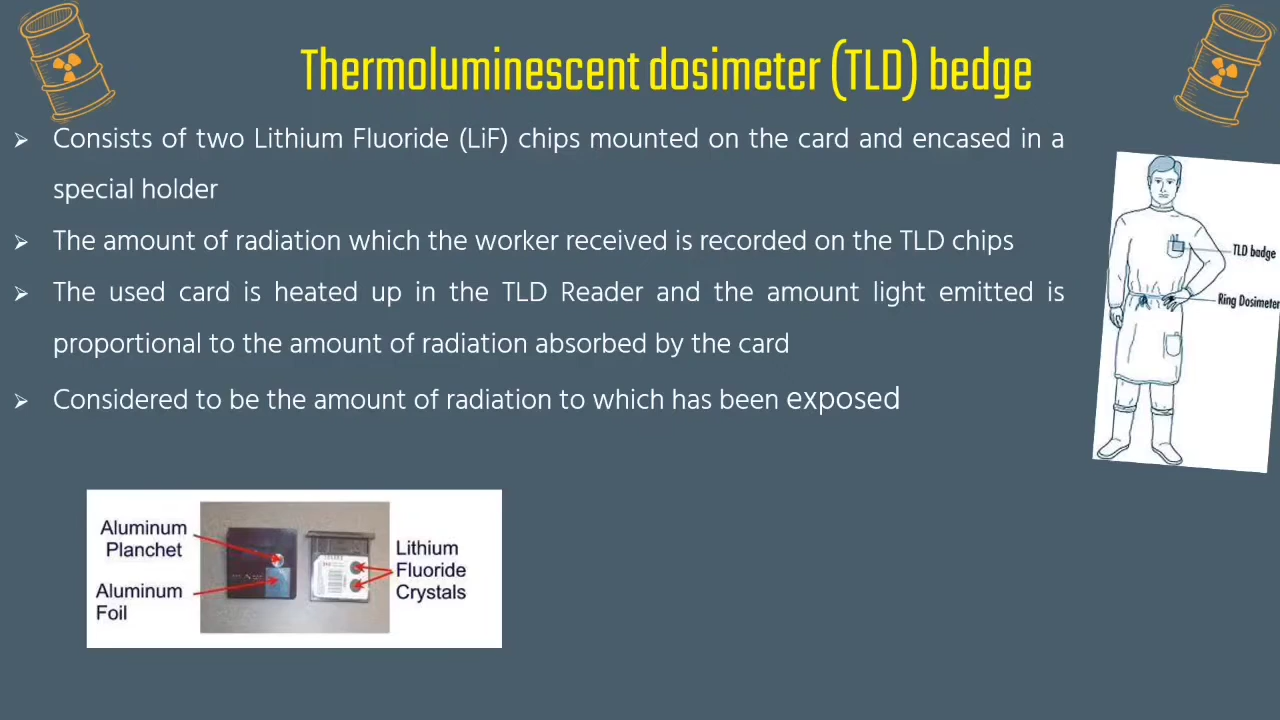 Thermoluminescent dosimeter (TLD) bedge
➢ Consists of two Lithium Fluoride (LiF) chips mounted on the card and encased in a
special holder
➢ The amount of radiation which the worker received is recorded on the TLD chips
➢ The used card is heated up in the TLD Reader and the amount light emitted is
proportional to the amount of radiation absorbed by the card
➢ Considered to be the amount of radiation to which has been exposed
TLD badge
Ring Dosimeter
Aluminum
Planchet
Aluminum
Foil
Lithium
Fluoride
Crystals